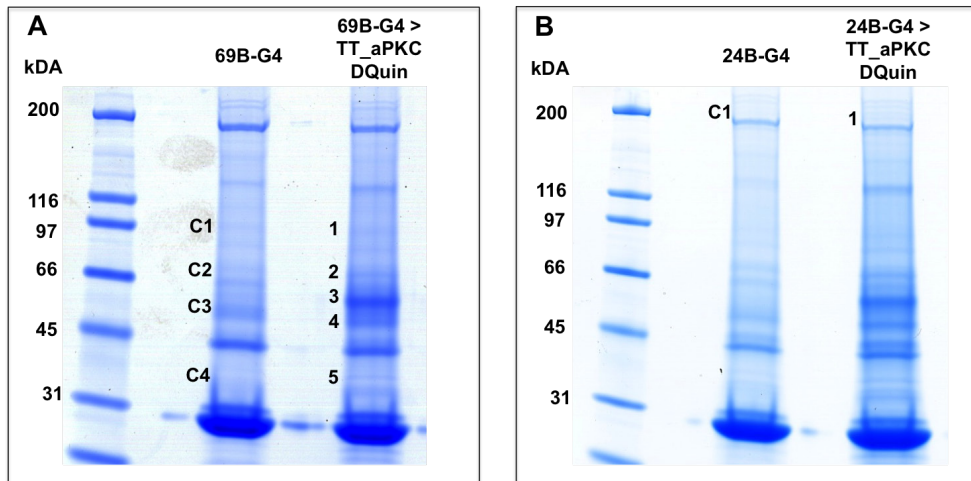 A
kDA
69B-G4
69B-G4 >
TT_aPKC
DQuin
200
116
97
66
45
31
C1
C2
C3
C4
1
2
3
4
5
B
kDA
24B-G4
24B-G4 >
TT_aPKC
DQuin
200
116
97
66
45
31
C1
1